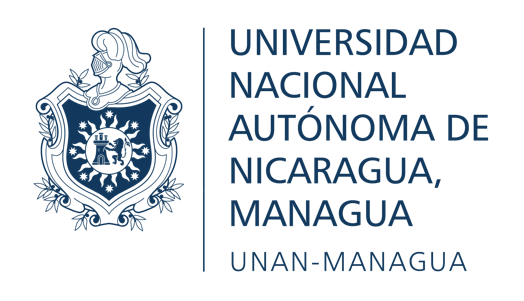 UNIVERSIDAD
NACIONAL
AUTÓNOMA DE
NICARAGUA,
MANAGUA
UNAN-MANAGUA